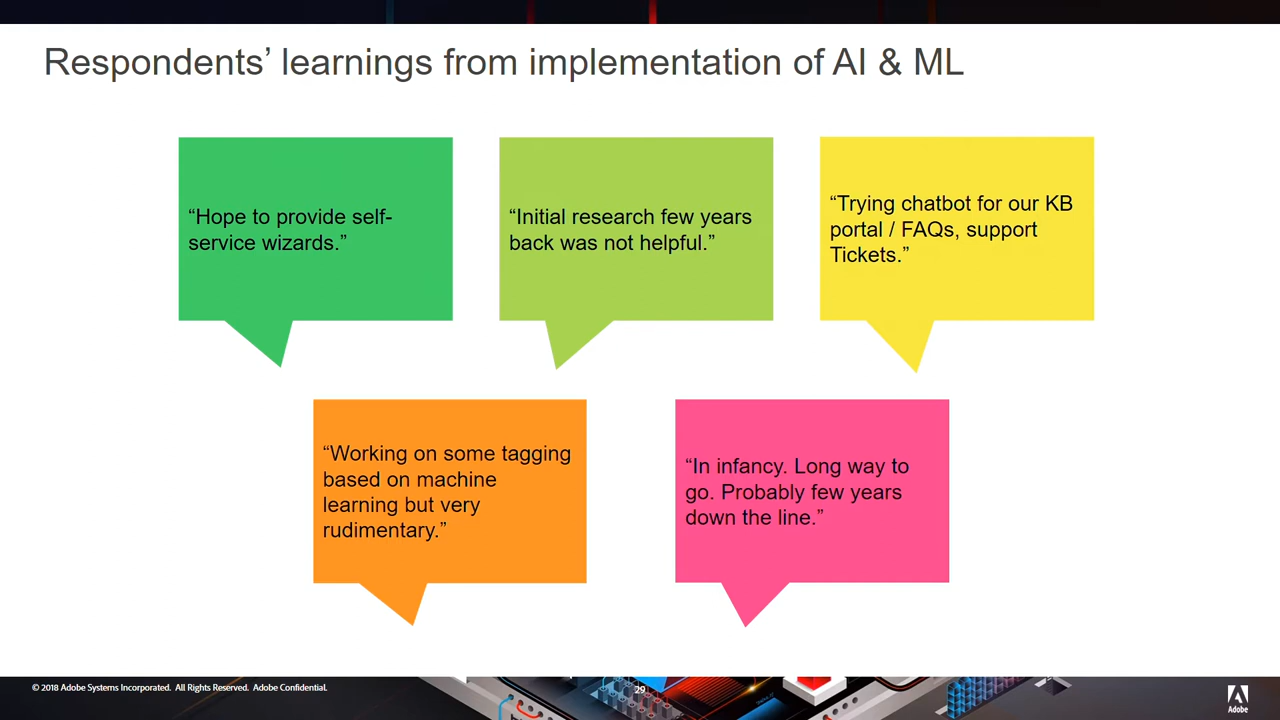 Respondents’ learnings from implementation of AI & ML
“Hope to provide self-
service wizards.”
“Initial research few years
back was not helpful.”
“Trying chatbot for our KB
portal / FAQs, support
Tickets.”
“Working on some tagging
based on machine
learning but very
rudimentary.”
“In infancy. Long way to
go. Probably few years
down the line.”
© 2018 Adobe Systems Incorporated. All Rights Reserved. Adobe Confidential.
29
Adobe